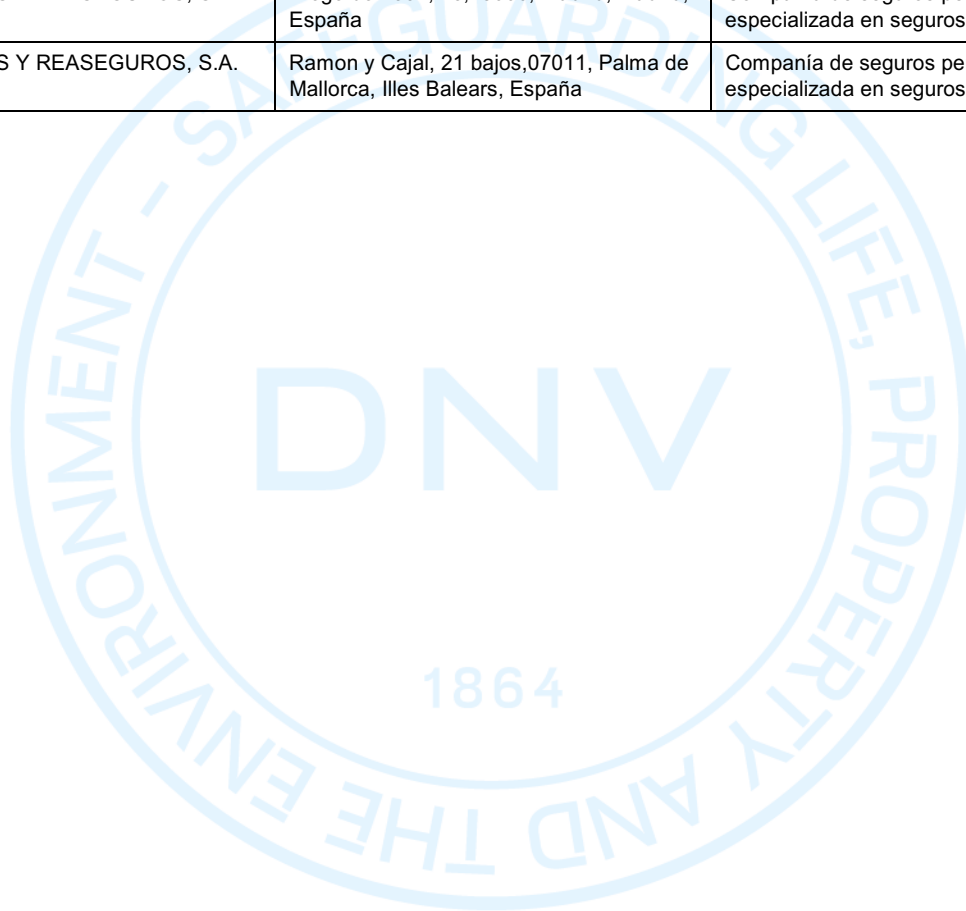 España
especializada en seguros
S Y REASEGUROS, S.A.
Ramon y Cajal, 21 bajos,07011, Palma de
Mallorca, Illes Balears, España
Companía de seguros pe
especializada en seguros
SAFEGUARDING LIFE, PROPERTY AND THE ENVIRONMENT -
DNV
1864